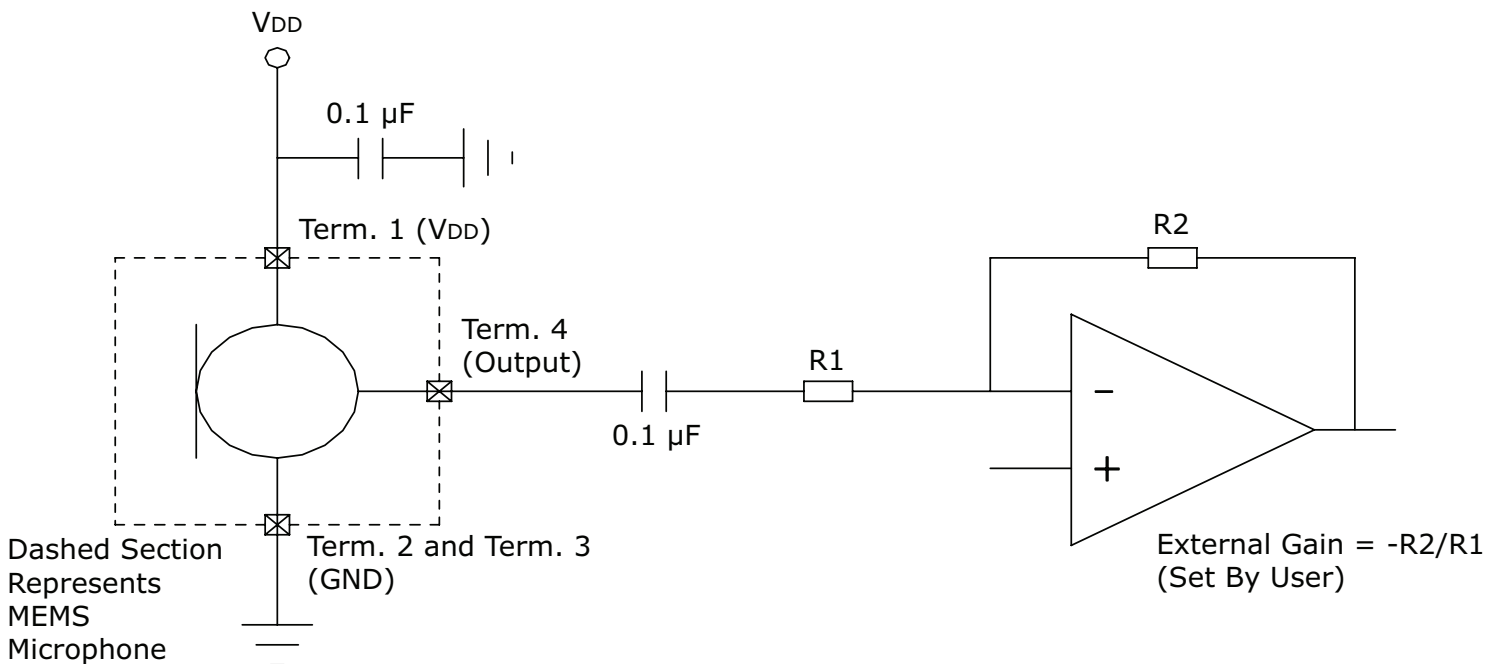 VDD
0.1 µF
Term. 1 (VDD)
R2
Term. 4
(Output)
R1
0.1 µF
−
+
Dashed Section
Represents
MEMS
Microphone
Term. 2 and Term. 3
(GND)
External Gain = -R2/R1
(Set By User)